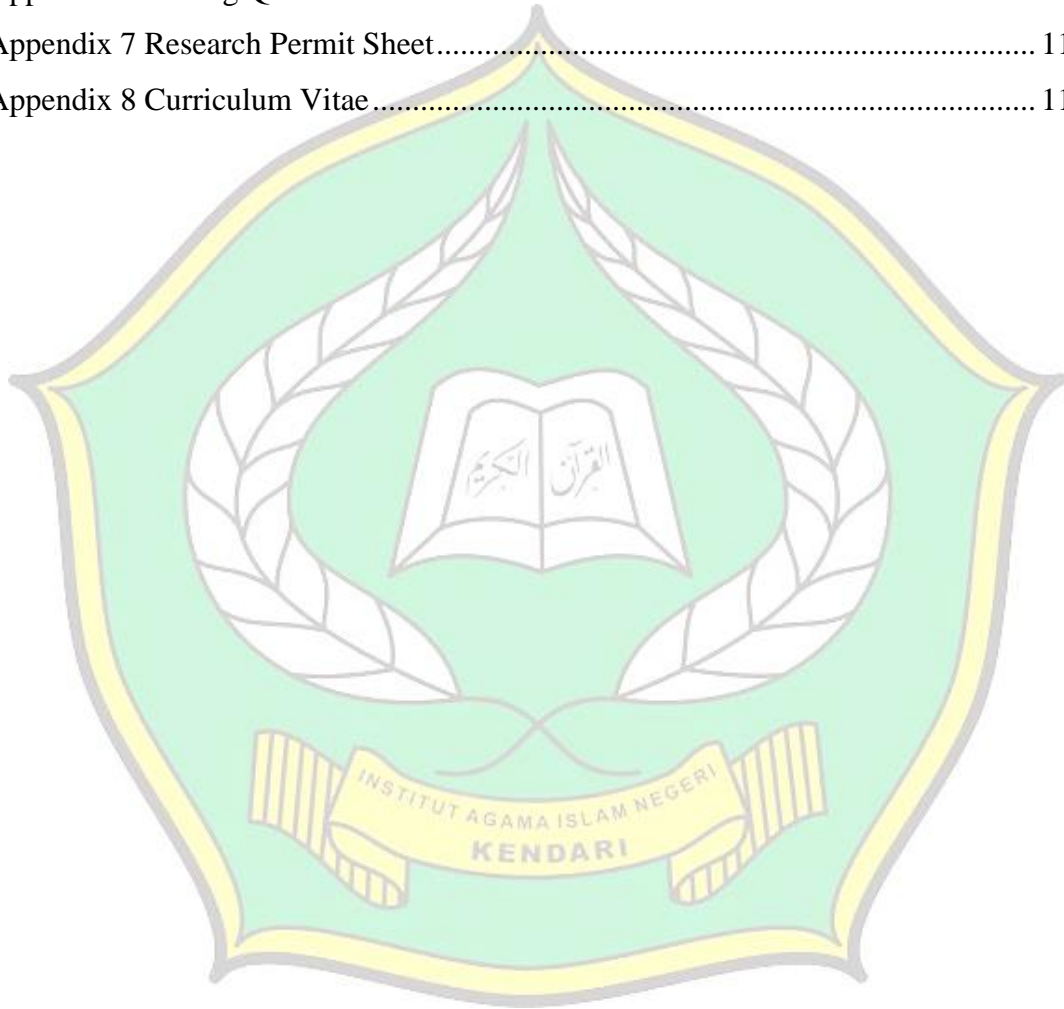 Appendix 7 Research Permit Sheet........................................................................... 11
Appendix 8 Curriculum Vitae................................................................................... 11
القرآن الكريم
INSTITUT AGAMA ISLAM NEGERI
KENDARI